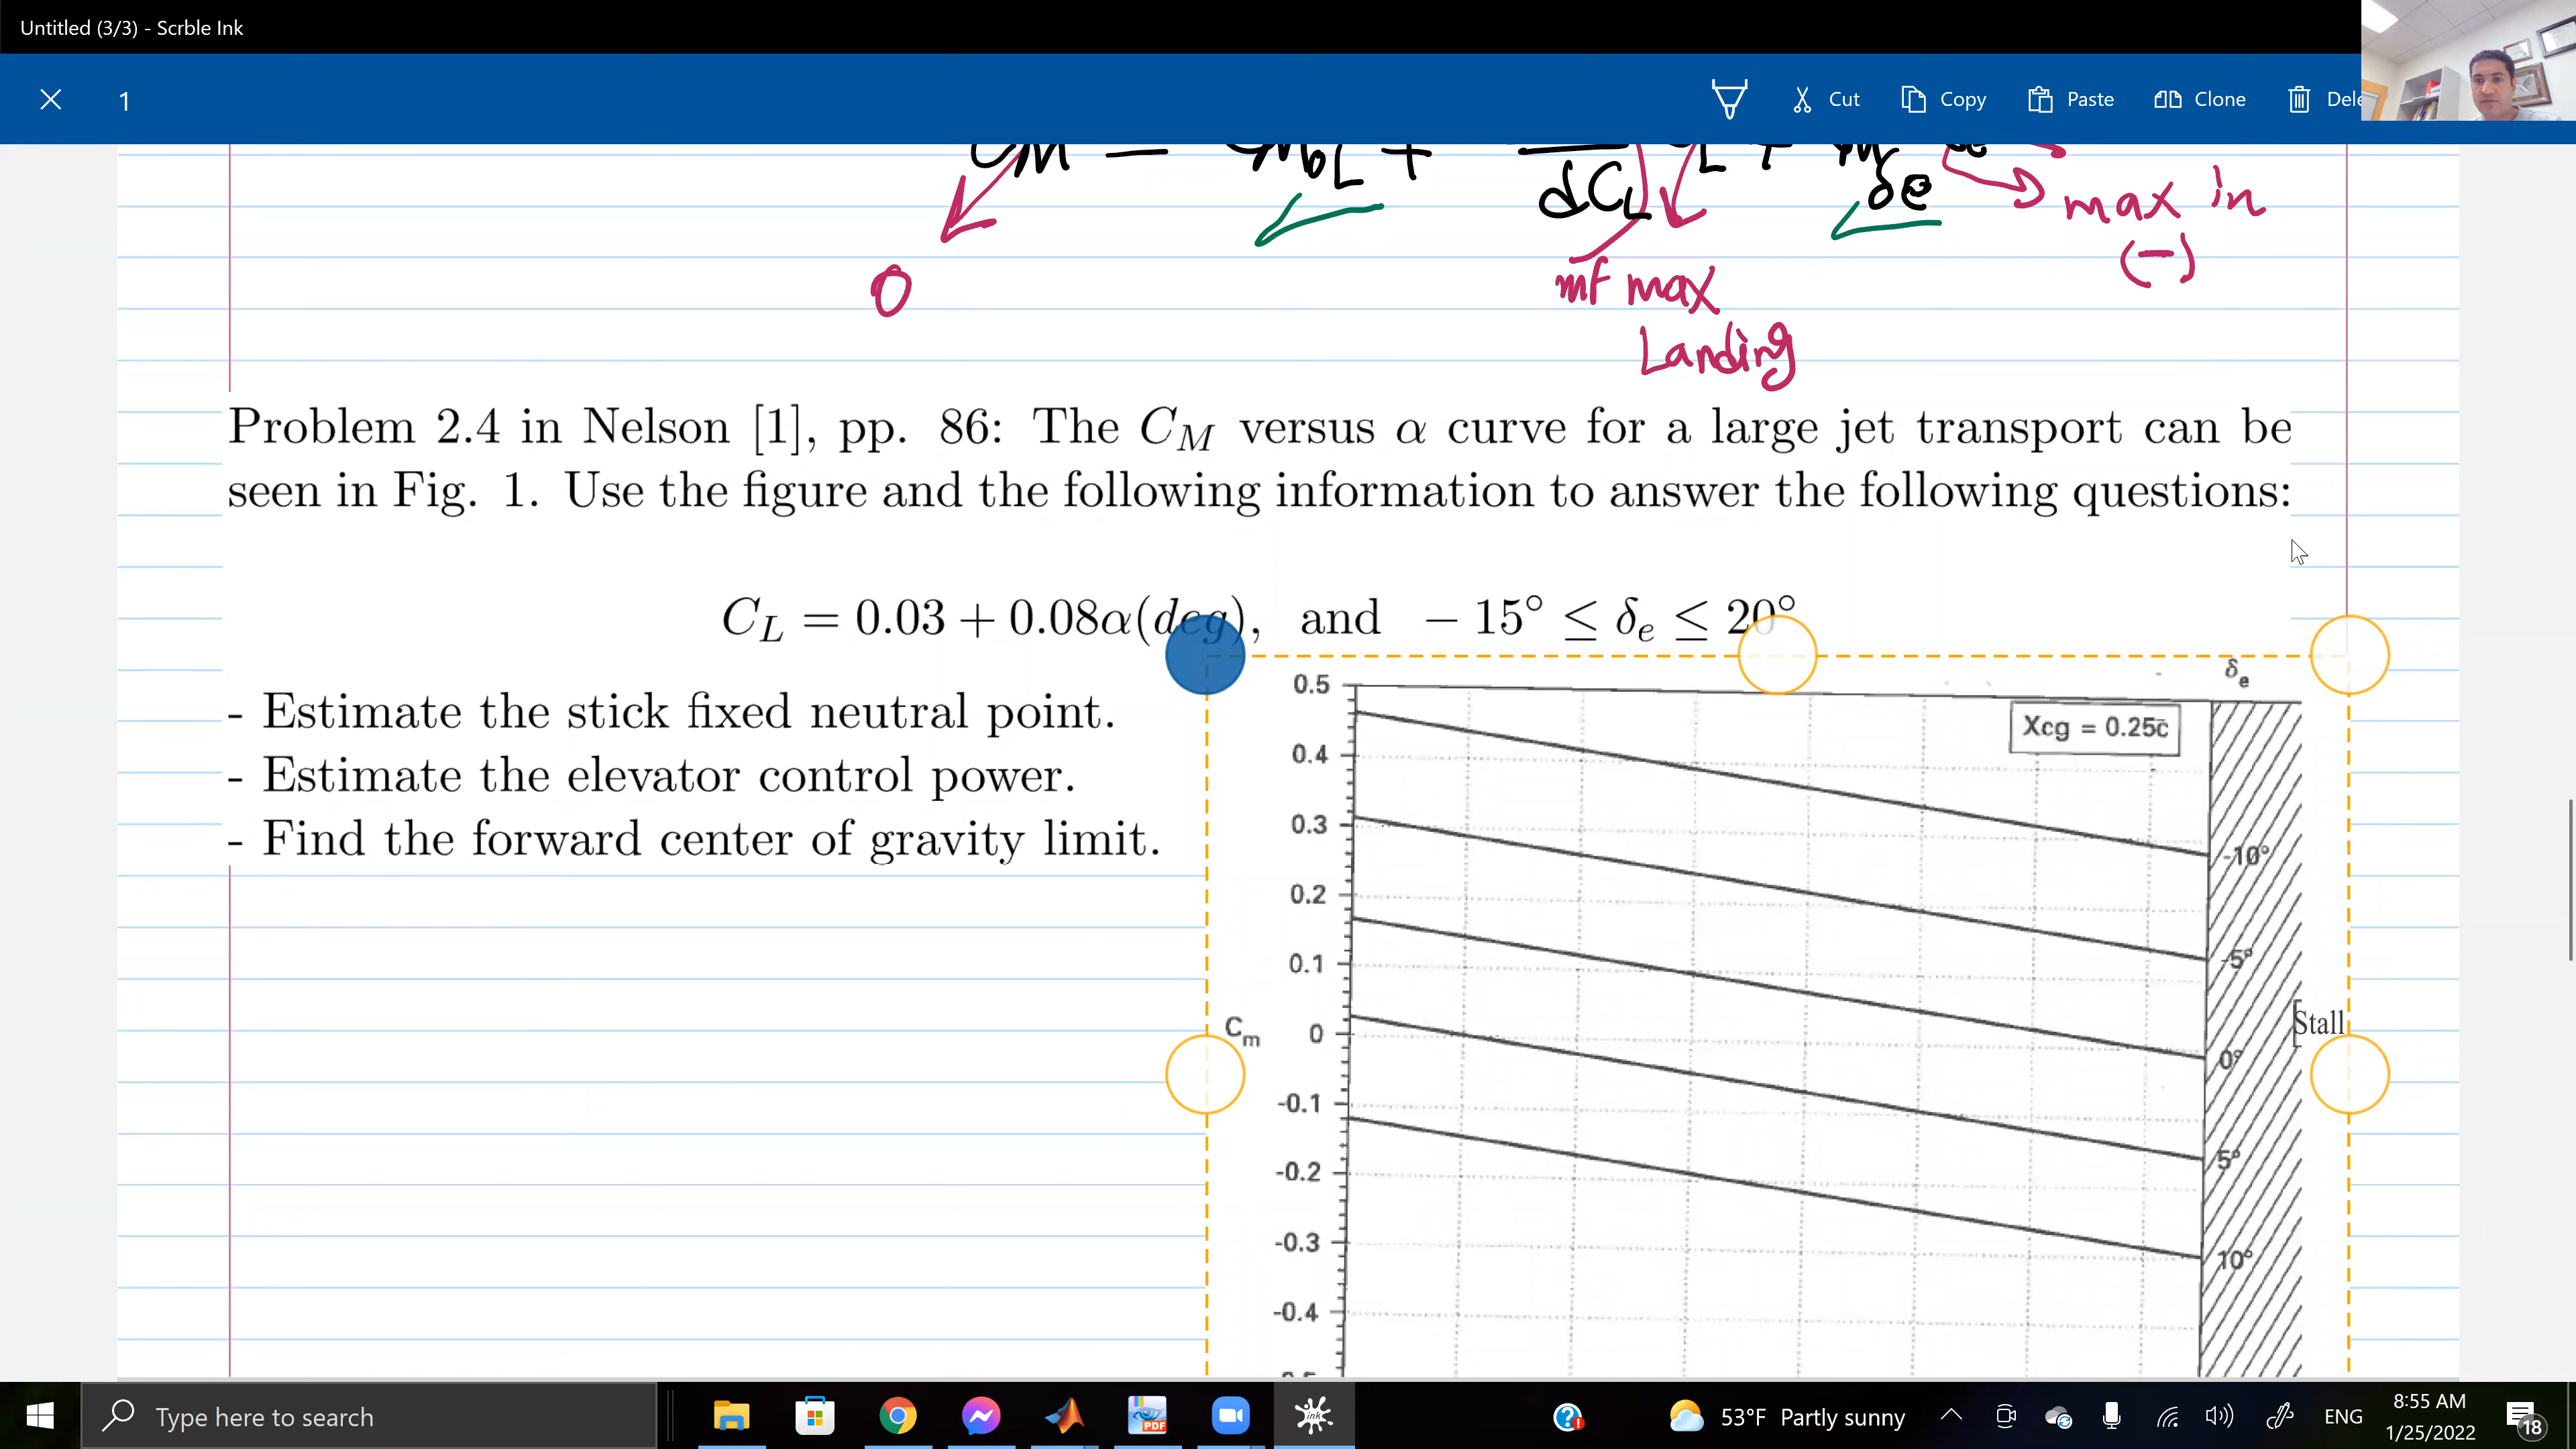 Untitled (3/3) - Scrble Ink
1
Cut Copy Paste Clone Dele
dC_L δe
max in
(-)
0
mf max
Landing
Problem 2.4 in Nelson [1], pp. 86: The C_M versus α curve for a large jet transport can be
seen in Fig. 1. Use the figure and the following information to answer the following questions:
C_L = 0.03 + 0.08α(deg), and − 15° ≤ δ_e ≤ 20°
- Estimate the stick fixed neutral point.
- Estimate the elevator control power.
- Find the forward center of gravity limit.
δ_e
0.5
Xcg = 0.25c̄
0.4
0.3
-10°
0.2
0.1
-5°
C_m
0
Stall
0°
-0.1
5°
-0.2
-0.3
10°
-0.4
Type here to search
53°F Partly sunny
ENG
8:55 AM
1/25/2022
18